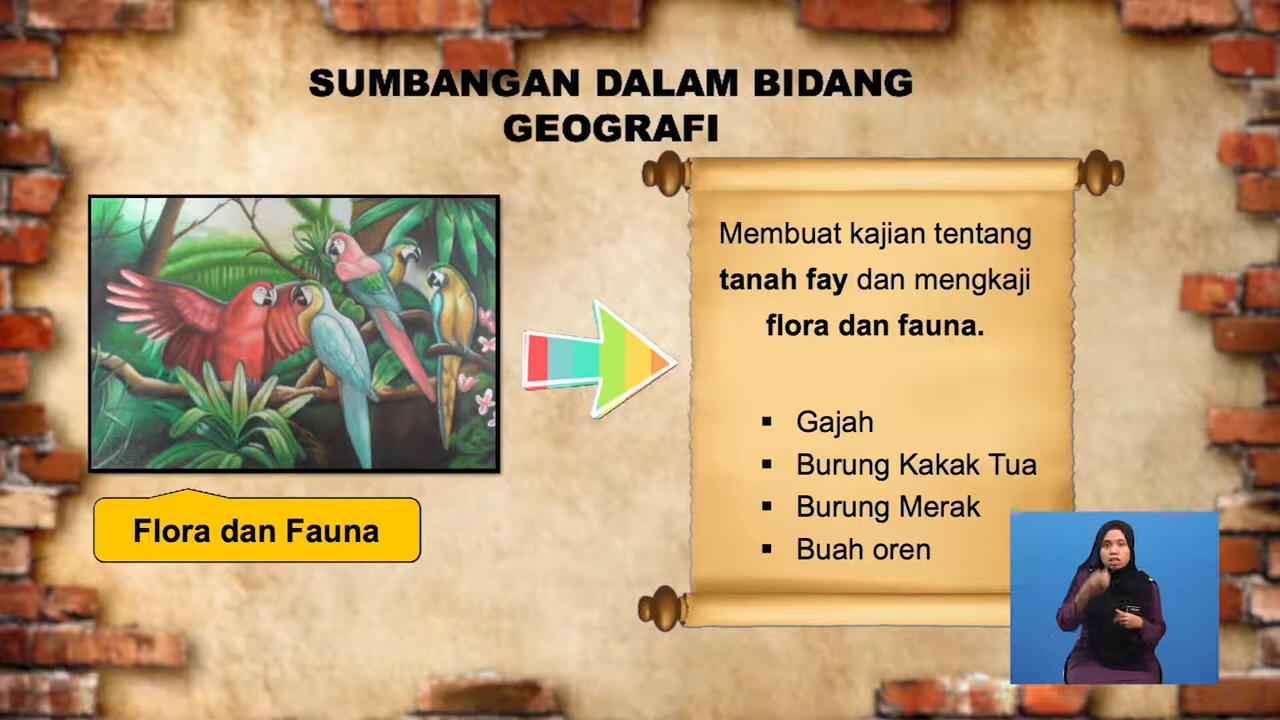 SUMBANGAN DALAM BIDANG
GEOGRAFI
Membuat kajian tentang
tanah fay dan mengkaji
flora dan fauna.
▪ Gajah
▪ Burung Kakak Tua
▪ Burung Merak
▪ Buah oren
Flora dan Fauna